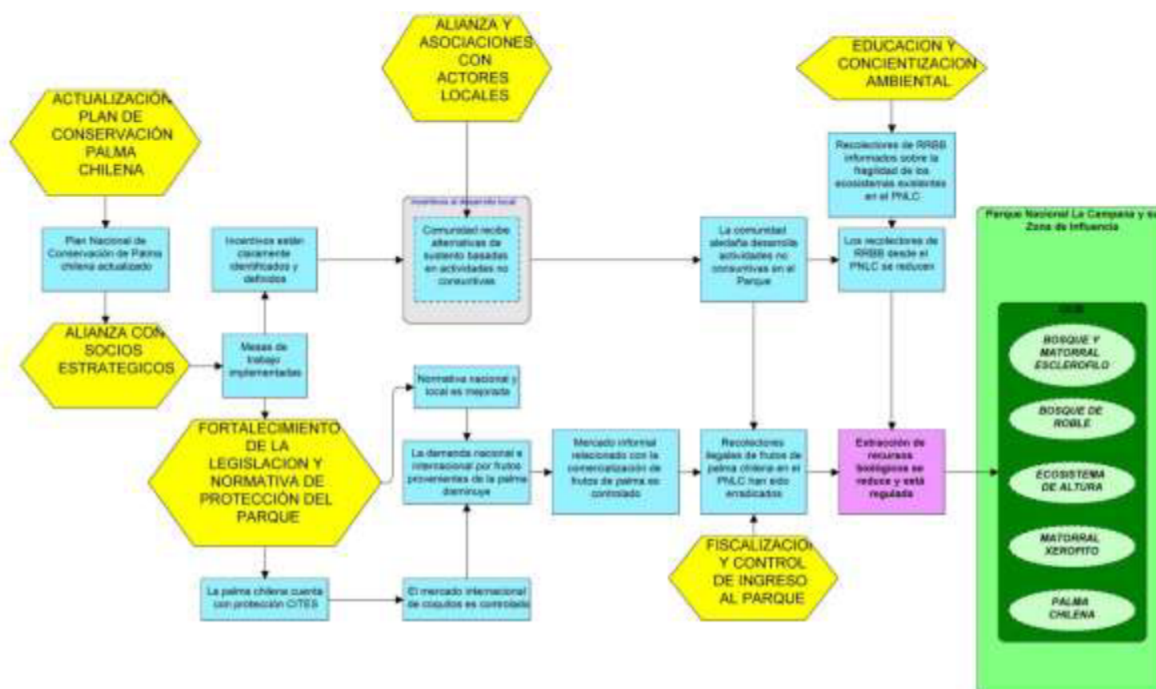 ALIANZA Y
ASOCIACIONES
CON
ACTORES
LOCALES
EDUCACION Y
CONCIENTIZACION
AMBIENTAL
ACTUALIZACIÓN
PLAN DE
CONSERVACIÓN
PALMA
CHILENA
Recolectores de RRBB
informados sobre la
fragilidad de los
ecosistemas existentes
en el PNLC
Incentivos al desarrollo local
Parque Nacional La Campana y su
Zona de Influencia
Plan Nacional de
Conservación de Palma
chilena actualizado
Incentivos están
claramente
identificados y
definidos
Comunidad recibe
alternativas de
sustento basadas
en actividades no
consuntivas
La comunidad
aledaña desarrolla
actividades no
consuntivas en el
Parque
Los recolectores de
RRBB desde el
PNLC se reducen
ALIANZA CON
SOCIOS
ESTRATEGICOS
Mesas de
trabajo
implementadas
BOSQUE Y
MATORRAL
ESCLEROFILO
Normativa nacional y
local es mejorada
BOSQUE DE
ROBLE
FORTALECIMIENTO
DE LA
LEGISLACION Y
NORMATIVA DE
PROTECCIÓN DEL
PARQUE
La demanda nacional e
internacional por frutos
provenientes de la palma
disminuye
Mercado informal
relacionado con la
comercialización de
frutos de palma es
controlado
Recolectores
ilegales de frutos de
palma chilena en el
PNLC han sido
erradicados
Extracción de
recursos
biológicos se
reduce y está
regulada
ECOSISTEMA
DE ALTURA
MATORRAL
XEROFITO
FISCALIZACION
Y CONTROL
DE INGRESO
AL PARQUE
La palma chilena cuenta
con protección CITES
El mercado internacional
de coquitos es controlado
PALMA
CHILENA